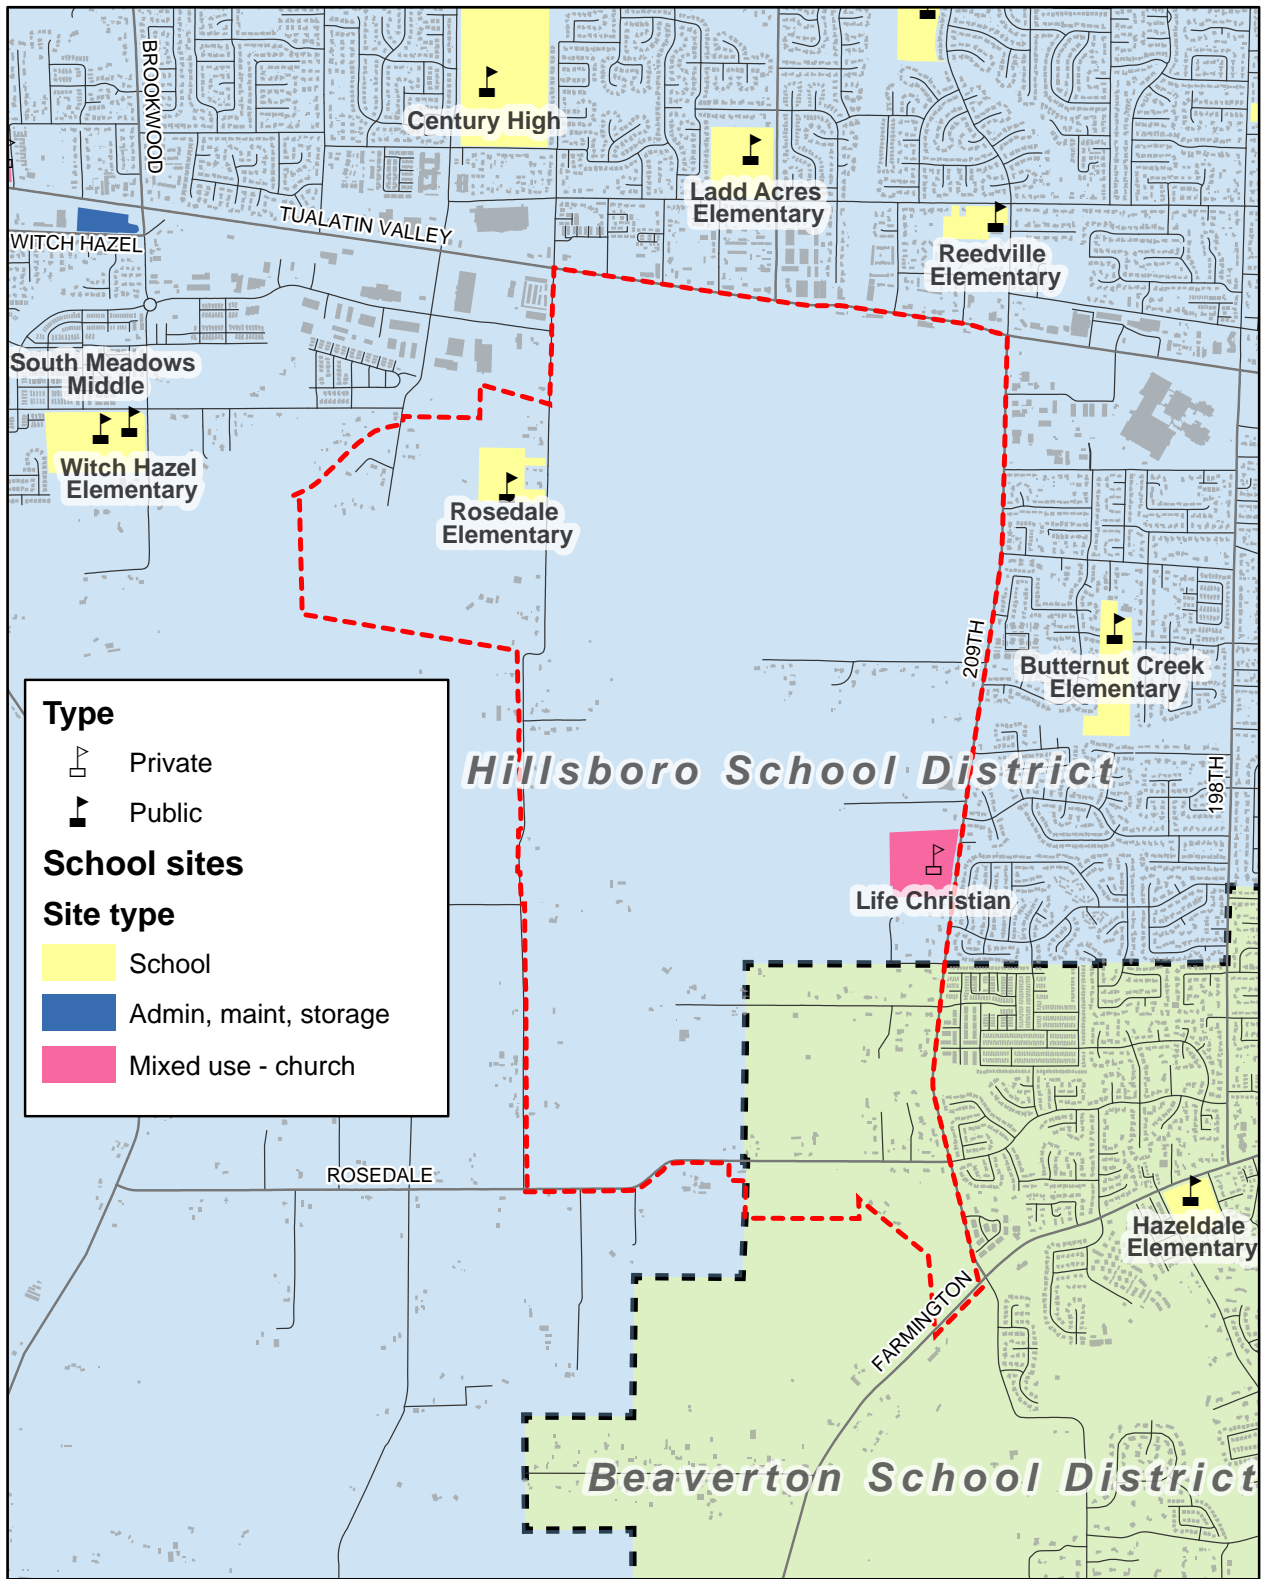 BROOKWOOD
Century High
Ladd Acres
Elementary
TUALATIN VALLEY
WITCH HAZEL
Reedville
Elementary
South Meadows
Middle
Witch Hazel
Elementary
Rosedale
Elementary
209TH
Butternut Creek
Elementary
Hillsboro School District
198TH
Life Christian
Type
Private
Public
School sites
Site type
School
Admin, maint, storage
Mixed use - church
ROSEDALE
Hazeldale
Elementary
FARMINGTON
Beaverton School District